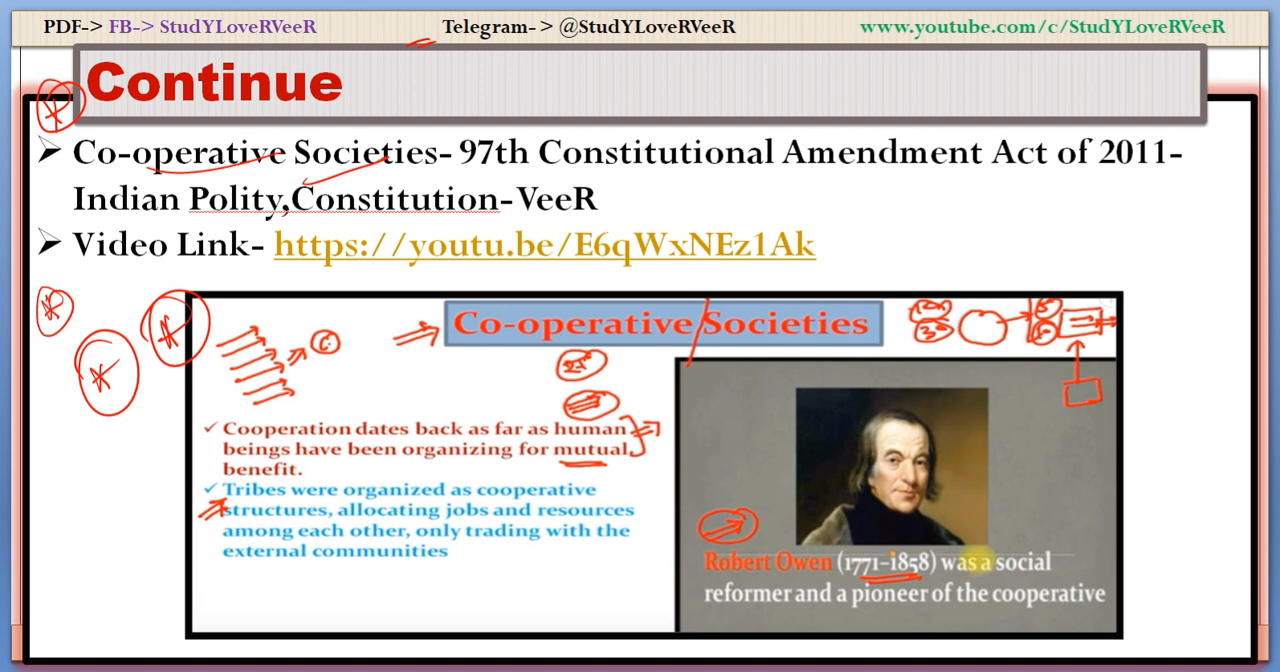 PDF-> FB-> StudYLoveRVeeR Telegram- > @StudYLoveRVeeR www.youtube.com/c/StudYLoveRVeeR
Continue
Co-operative Societies- 97th Constitutional Amendment Act of 2011-
Indian Polity,Constitution-VeeR
Video Link- https://youtu.be/E6qWxNEz1Ak
Co-operative Societies
Cooperation dates back as far as human
beings have been organizing for mutual
benefit.
Tribes were organized as cooperative
structures, allocating jobs and resources
among each other, only trading with the
external communities
Robert Owen (1771–1858) was a social
reformer and a pioneer of the cooperative